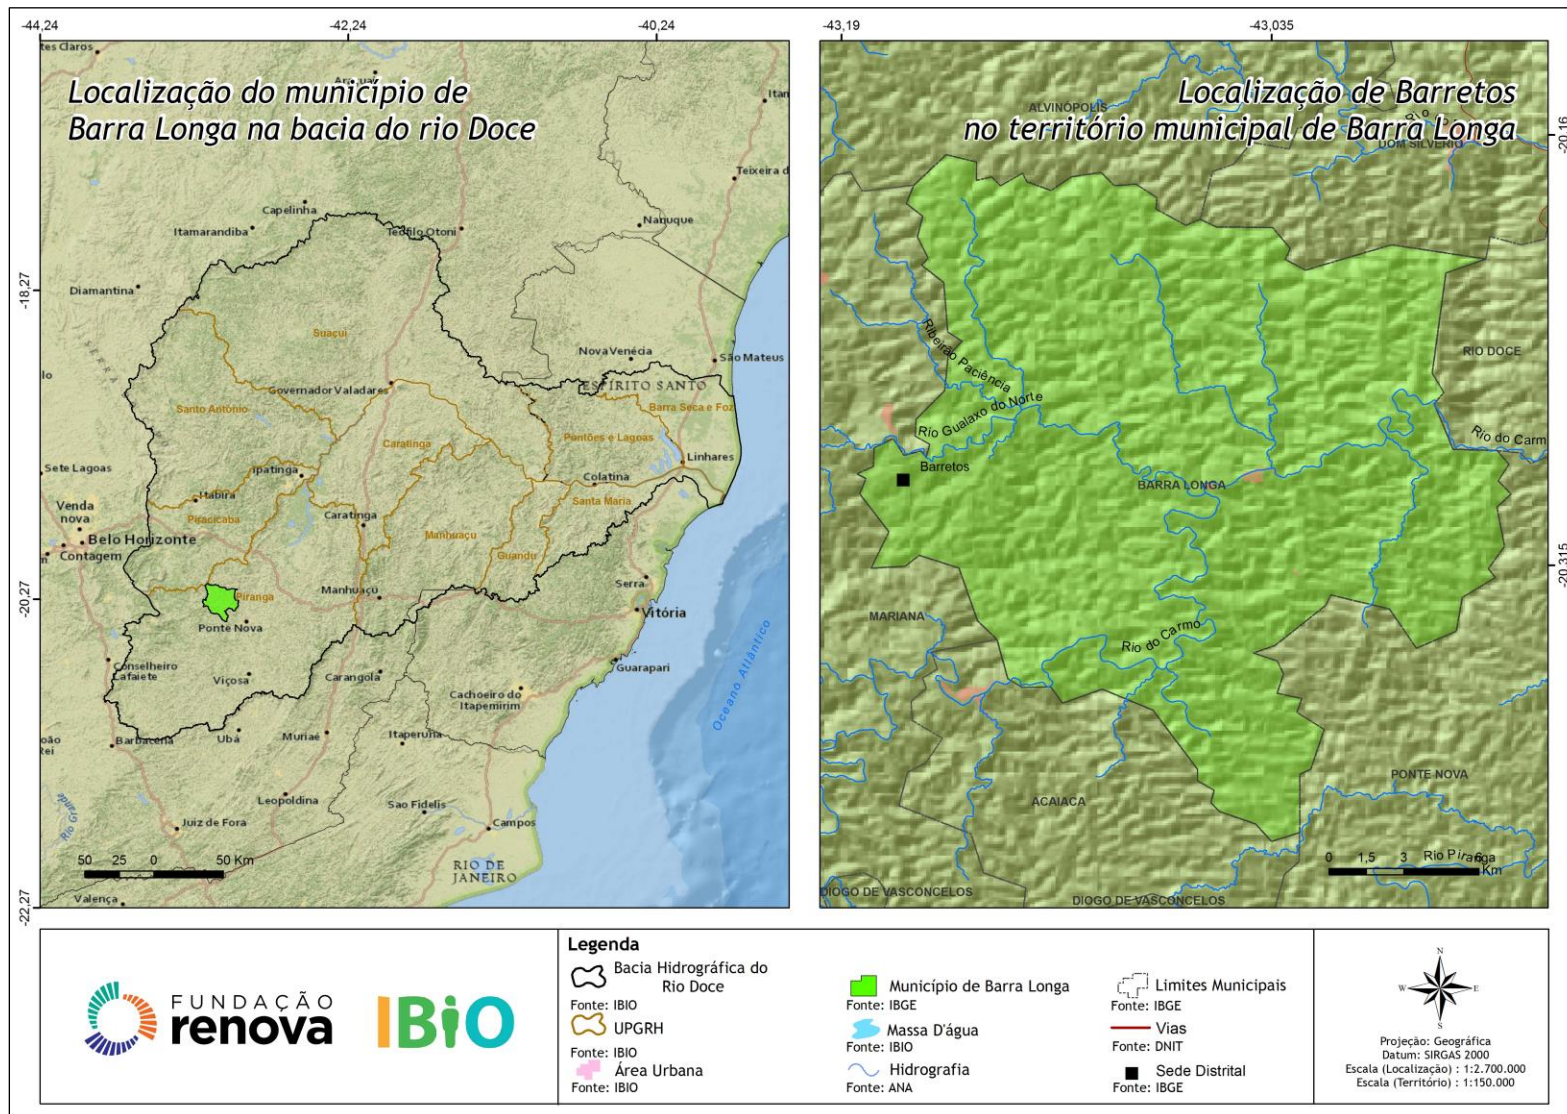 -44,24
-42,24
-40,24
-43,19
-43,035
Localização do município de
Barra Longa na bacia do rio Doce
Localização de Barretos
no território municipal de Barra Longa
tes Claros
Itan
Teixeira d
Capelinha
Nanuque
Itamarandiba
Teófilo Otoni
-18,27
Diamantina
Suaçuí
SERRA
Nova Venécia
São Mateus
lo
Governador Valadares
ESPÍRITO SANTO
Santo Antônio
Barra Seca e Foz
Caratinga
Pontões e Lagoas
Sete Lagoas
Ipatinga
Linhares
Colatina
Itabira
Venda
nova
Piracicaba
Caratinga
Santa Maria
Belo Horizonte
Manhuaçu
Contagem
Guandu
Serra
-20,27
Piranga
Manhuaçu
Vitória
Ponte Nova
Conselheiro
Lafaiete
Viçosa
Carangola
Guarapari
Cachoeiro do
Itapemirim
Oceano Atlântico
oão
tei
Barbacena
Ubá
Muriaé
Itaperuna
Leopoldina
Sao Fidelis
Rio Grande
Juiz de Fora
Campos
50 25 0 50 Km
RIO DE
JANEIRO
Valença
-22,27
ALVINÓPOLIS
DOM SILVÉRIO
-20,16
RIO DOCE
Ribeirão Paciência
Rio Gualaxo do Norte
Rio do Carm
Barretos
BARRA LONGA
-20,315
MARIANA
Rio do Carmo
PONTE NOVA
ACAIACA
Rio Piranga
0 1,5 3 6
Km
DIOGO DE VASCONCELOS
DIOGO DE VASCONCELOS
FUNDAÇÃO
renova
IBiO
Legenda
Bacia Hidrográfica do
Rio Doce
Fonte: IBIO
UPGRH
Fonte: IBIO
Área Urbana
Fonte: IBIO
Município de Barra Longa
Fonte: IBGE
Massa D'água
Fonte: IBIO
Hidrografia
Fonte: ANA
Limites Municipais
Fonte: IBGE
Vias
Fonte: DNIT
Sede Distrital
Fonte: IBGE
N
W E
S
Projeção: Geográfica
Datum: SIRGAS 2000
Escala (Localização) : 1:2.700.000
Escala (Território) : 1:150.000